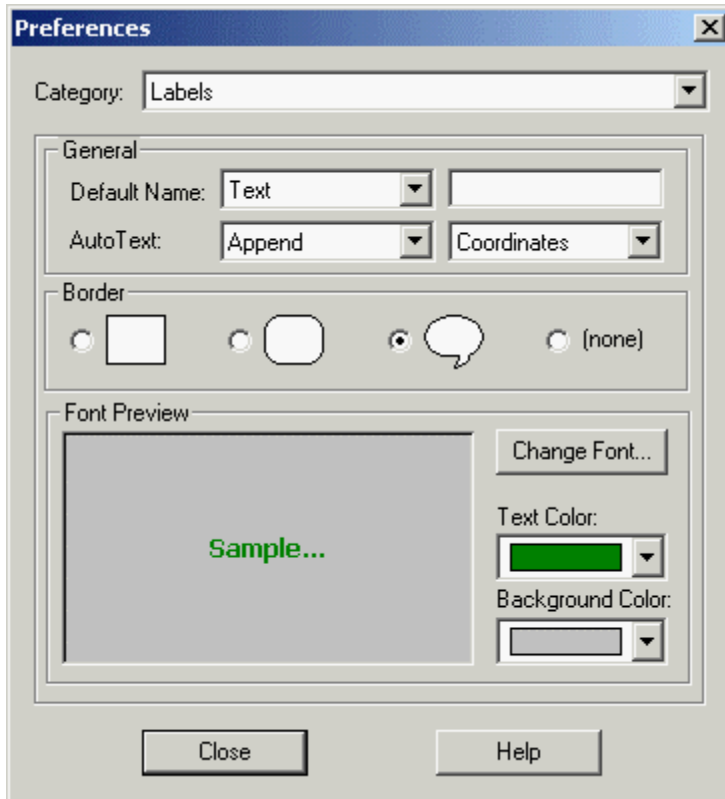 Preferences
Category: Labels
General
Default Name: Text
AutoText: Append Coordinates
Border
(none)
Font Preview
Sample...
Change Font...
Text Color:
Background Color:
Close Help